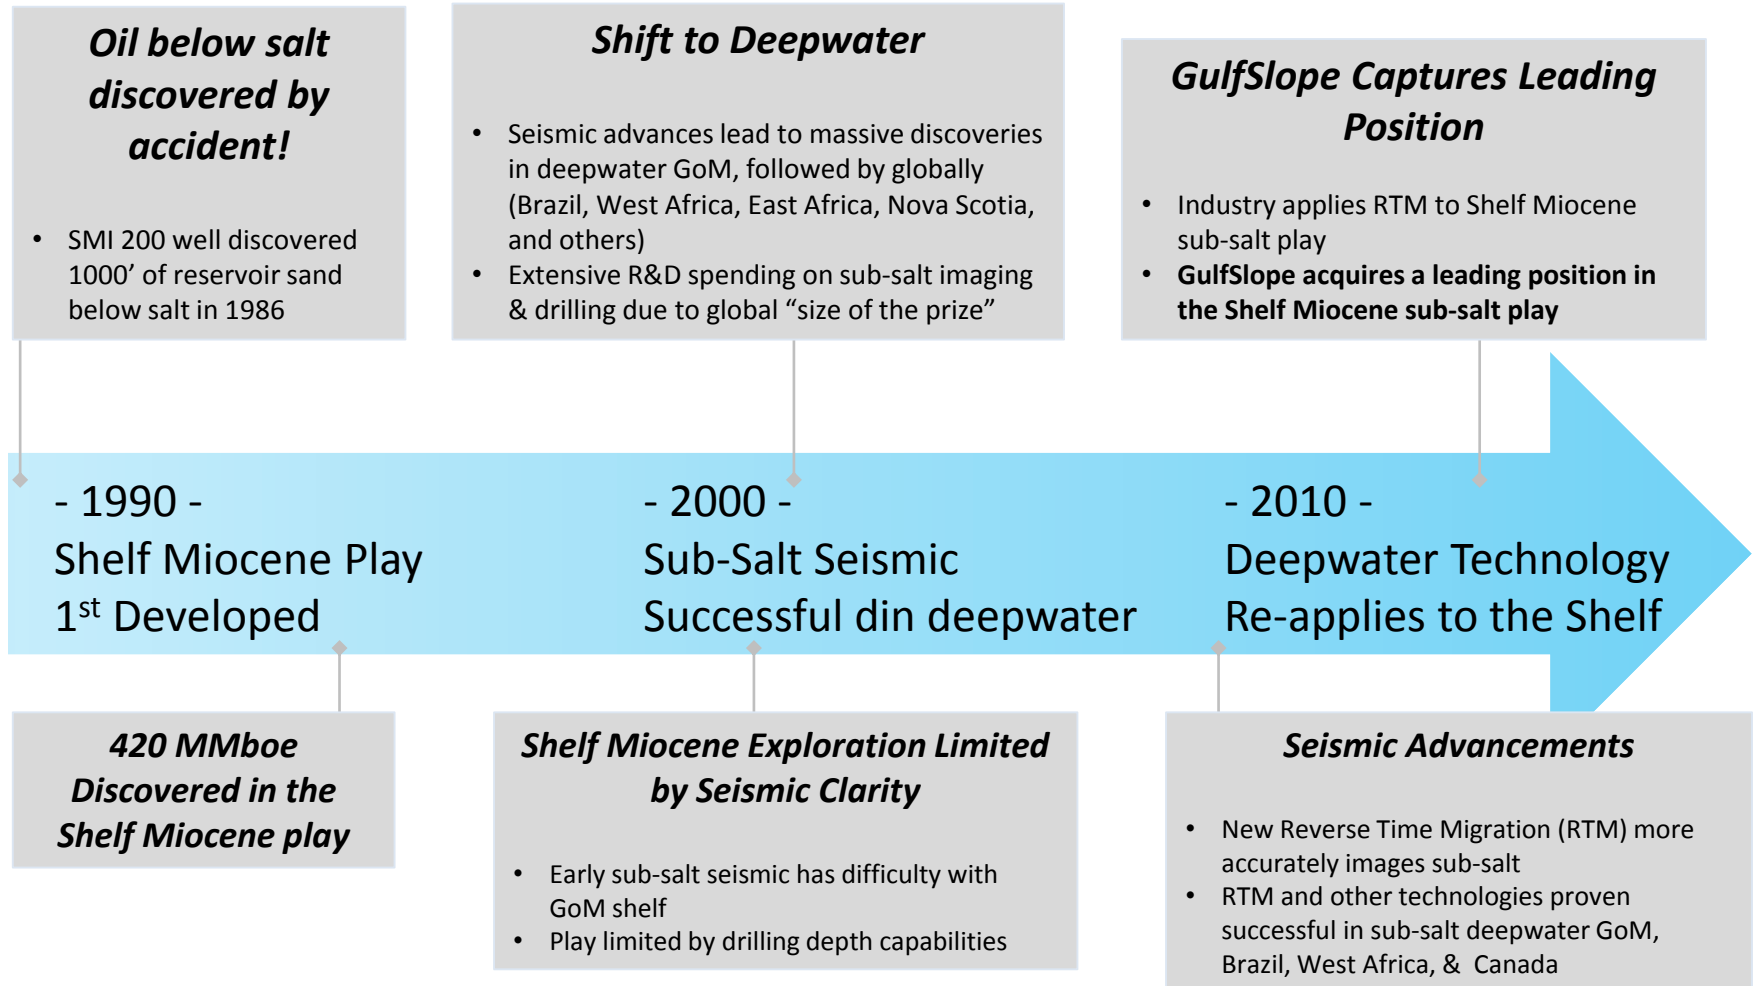 Oil below salt
discovered by
accident!
• SMI 200 well discovered
1000’ of reservoir sand
below salt in 1986
Shift to Deepwater
• Seismic advances lead to massive discoveries
in deepwater GoM, followed by globally
(Brazil, West Africa, East Africa, Nova Scotia,
and others)
• Extensive R&D spending on sub-salt imaging
& drilling due to global “size of the prize”
GulfSlope Captures Leading
Position
• Industry applies RTM to Shelf Miocene
sub-salt play
• GulfSlope acquires a leading position in
the Shelf Miocene sub-salt play
- 1990 -
Shelf Miocene Play
1st Developed
- 2000 -
Sub-Salt Seismic
Successful din deepwater
- 2010 -
Deepwater Technology
Re-applies to the Shelf
420 MMboe
Discovered in the
Shelf Miocene play
Shelf Miocene Exploration Limited
by Seismic Clarity
• Early sub-salt seismic has difficulty with
GoM shelf
• Play limited by drilling depth capabilities
Seismic Advancements
• New Reverse Time Migration (RTM) more
accurately images sub-salt
• RTM and other technologies proven
successful in sub-salt deepwater GoM,
Brazil, West Africa, & Canada